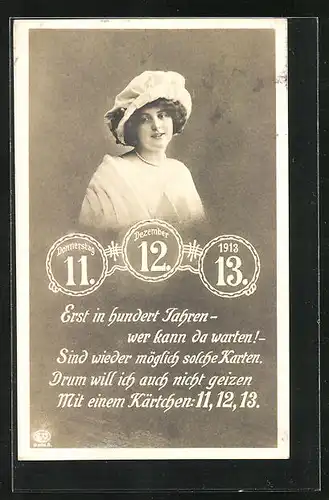 Donnerstag
11.
Dezember
12.
1913
13.
Erst in hundert Jahren –
wer kann da warten! –
Sind wieder möglich solche Karten.
Drum will ich auch nicht geizen
Mit einem Kärtchen: 11, 12, 13.